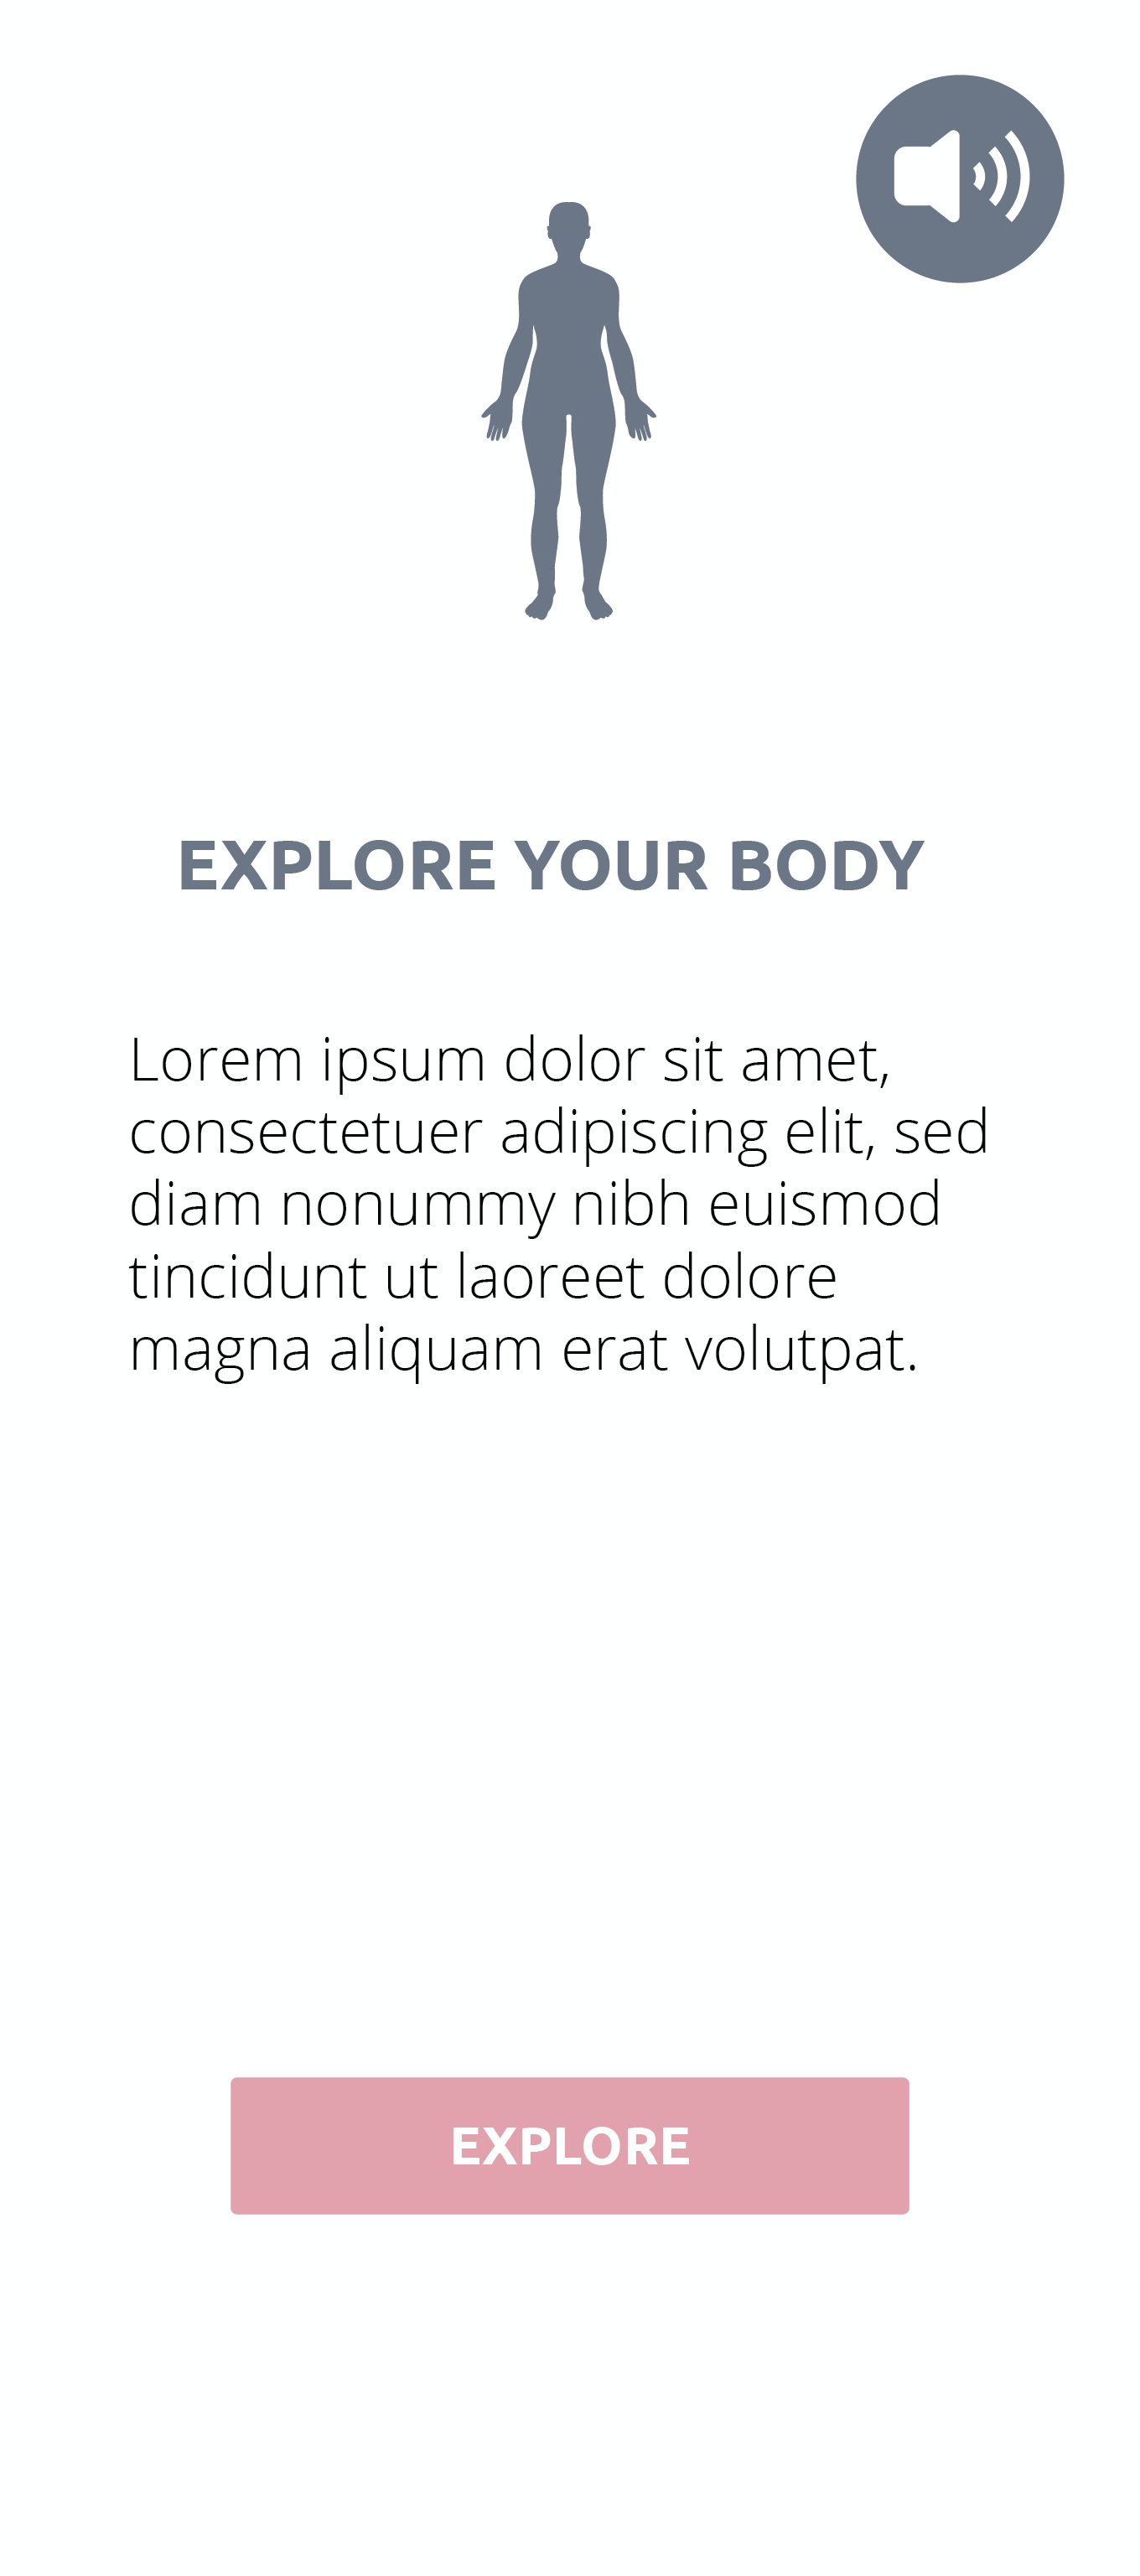 EXPLORE YOUR BODY
Lorem ipsum dolor sit amet,
consectetuer adipiscing elit, sed
diam nonummy nibh euismod
tincidunt ut laoreet dolore
magna aliquam erat volutpat.
EXPLORE